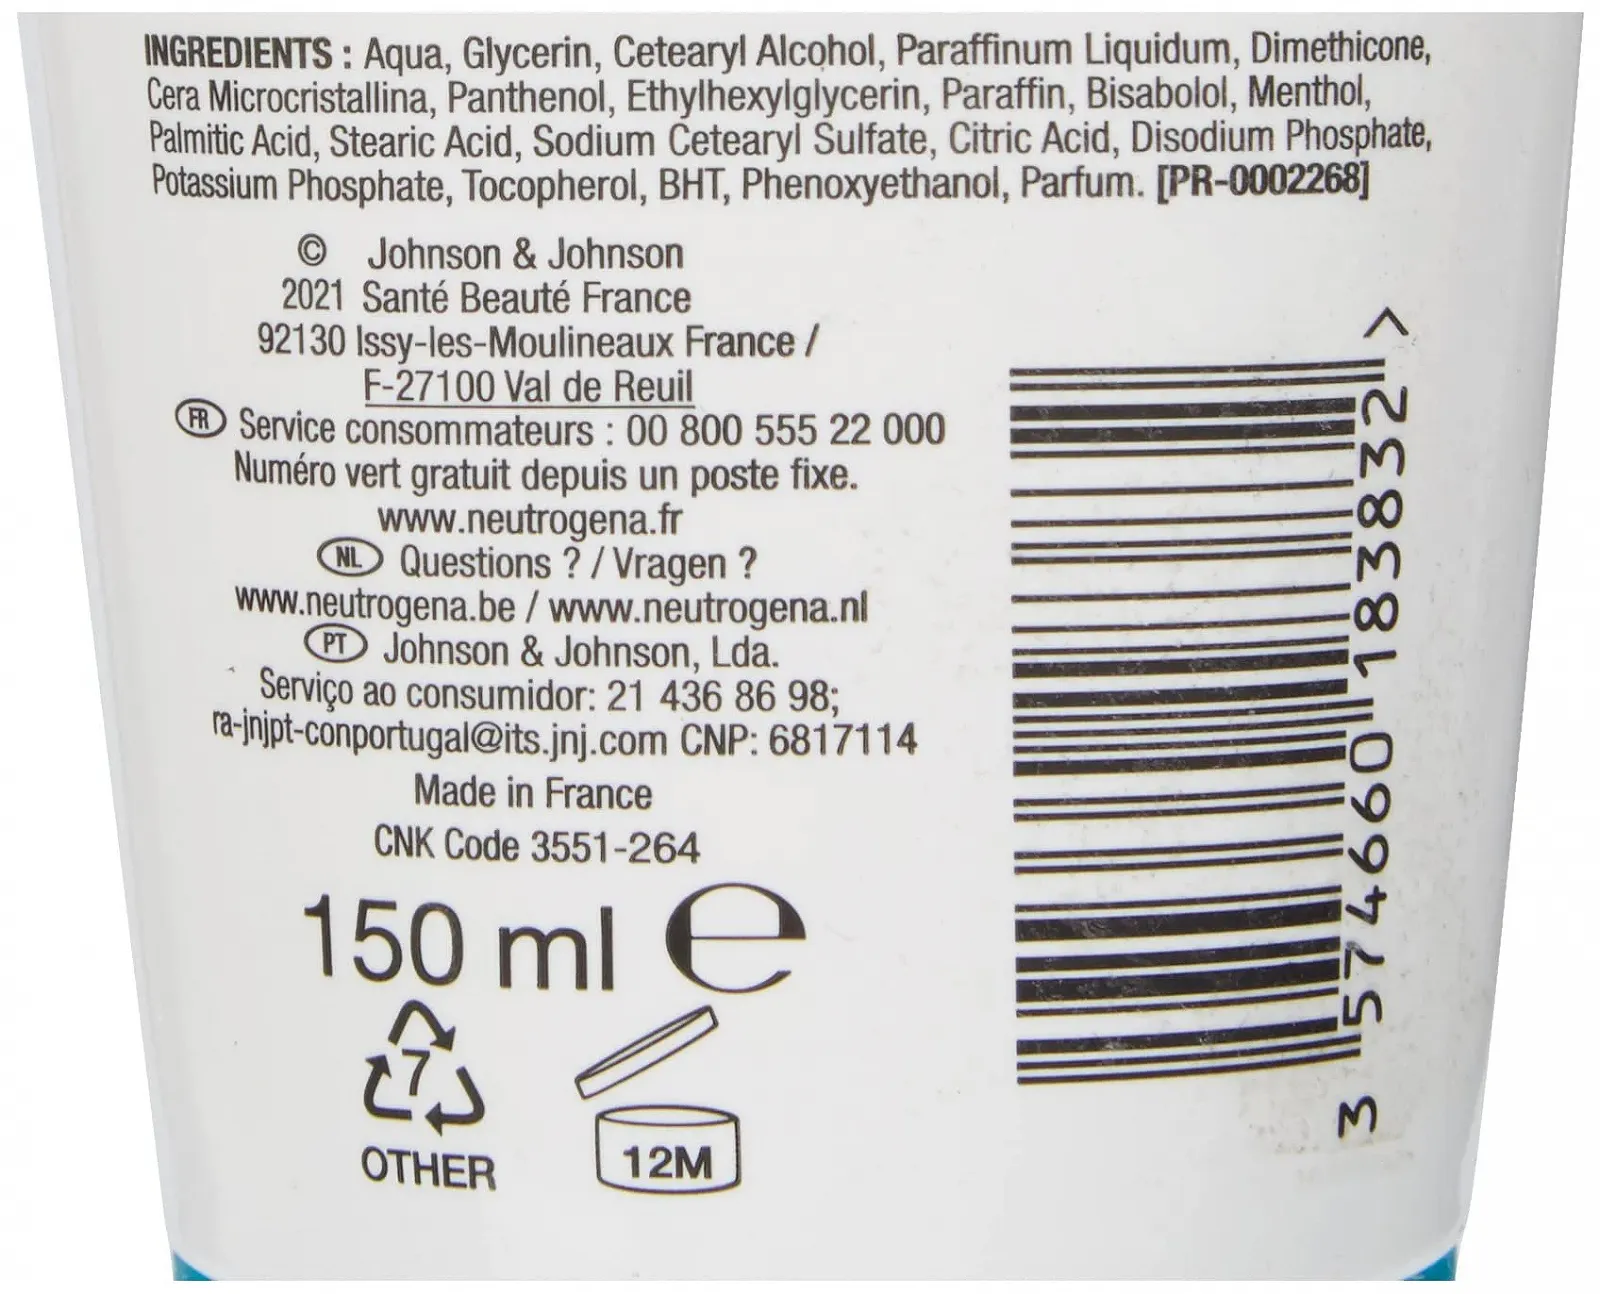 INGREDIENTS : Aqua, Glycerin, Cetearyl Alcohol, Paraffinum Liquidum, Dimethicone,
Cera Microcristallina, Panthenol, Ethylhexylglycerin, Paraffin, Bisabolol, Menthol,
Palmitic Acid, Stearic Acid, Sodium Cetearyl Sulfate, Citric Acid, Disodium Phosphate,
Potassium Phosphate, Tocopherol, BHT, Phenoxyethanol, Parfum. [PR-0002268]
© Johnson & Johnson
2021 Santé Beauté France
92130 Issy-les-Moulineaux France /
F-27100 Val de Reuil
FR Service consommateurs : 00 800 555 22 000
Numéro vert gratuit depuis un poste fixe.
www.neutrogena.fr
NL Questions ? / Vragen ?
www.neutrogena.be / www.neutrogena.nl
PT Johnson & Johnson, Lda.
Serviço ao consumidor: 21 436 86 98;
ra-jnjpt-conportugal@its.jnj.com CNP: 6817114
Made in France
CNK Code 3551-264
150 ml e
7
OTHER
12M
3 574660 183832 >